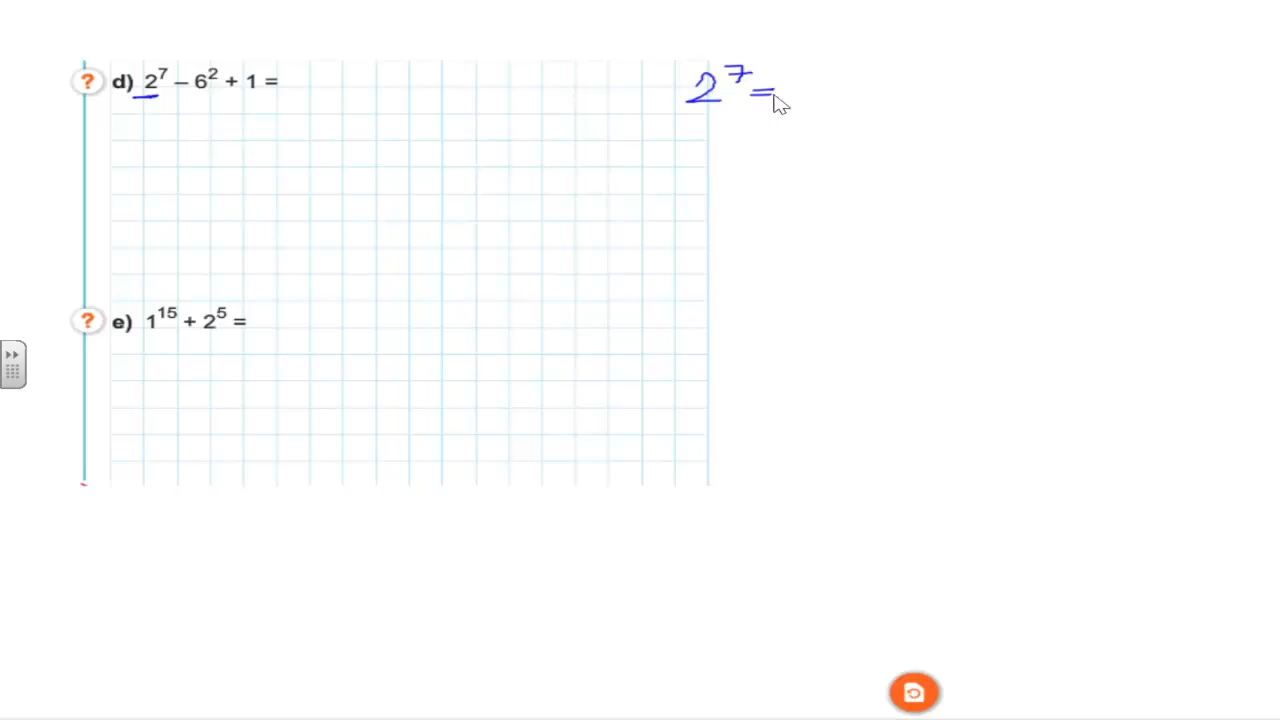 ? d) 2⁷ – 6² + 1 =
2⁷ =
? e) 1¹⁵ + 2⁵ =